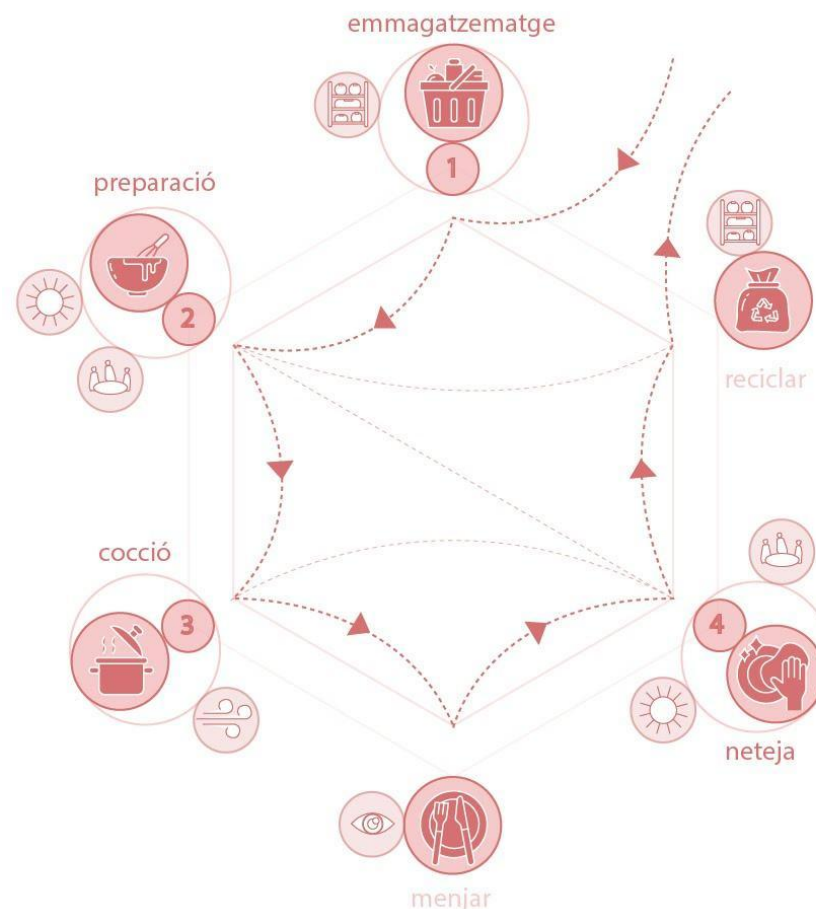 emmagatzematge
1
preparació
2
reciclar
cocció
3
4
neteja
menjar